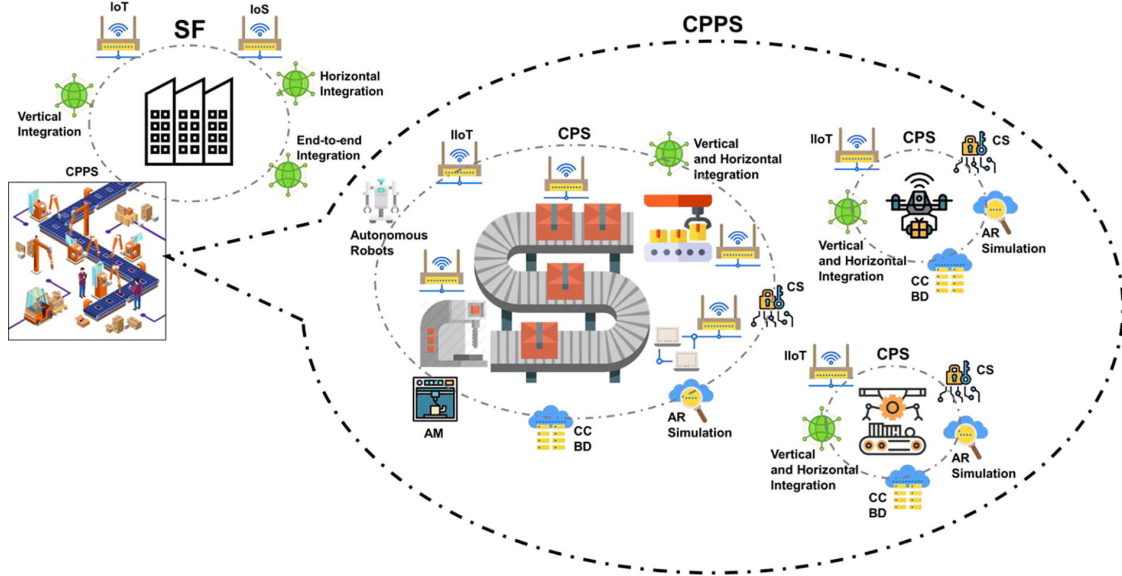 IoT
SF
IoS
Horizontal
Integration
Vertical
Integration
End-to-end
Integration
CPPS
CPPS
IIoT
CPS
Vertical
and Horizontal
Integration
Autonomous
Robots
CS
AM
CC
BD
AR
Simulation
IIoT
CPS
CS
Vertical
and Horizontal
Integration
AR
Simulation
CC
BD
IIoT
CPS
CS
Vertical
and Horizontal
Integration
AR
Simulation
CC
BD